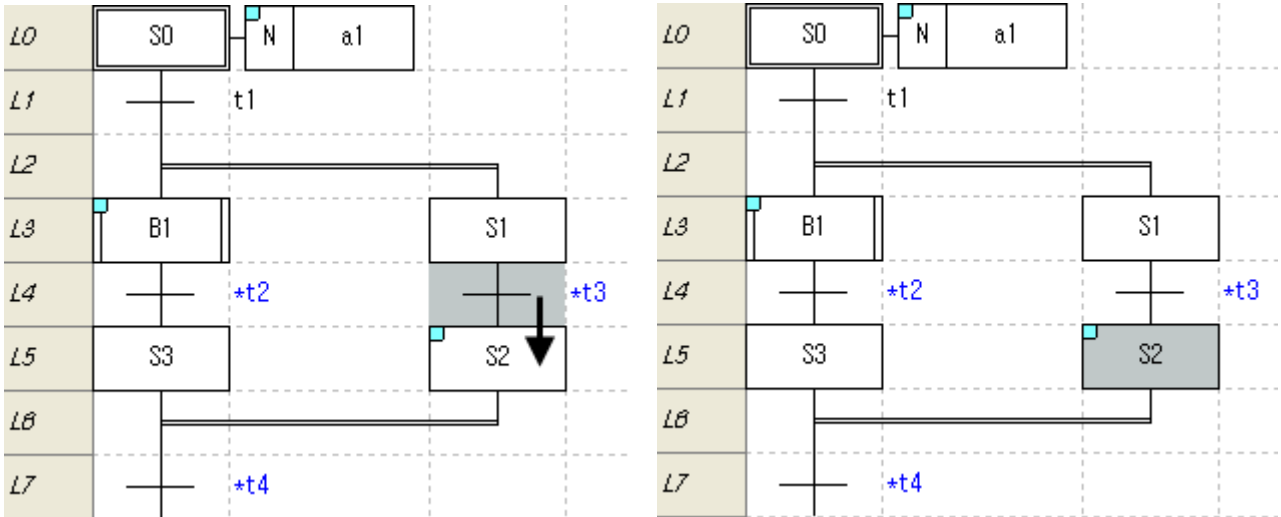 L0 S0 N a1
L1 t1
L2
L3 B1 S1
L4 *t2 *t3
L5 S3 S2
L6
L7 *t4
L0 S0 N a1
L1 t1
L2
L3 B1 S1
L4 *t2 *t3
L5 S3 S2
L6
L7 *t4